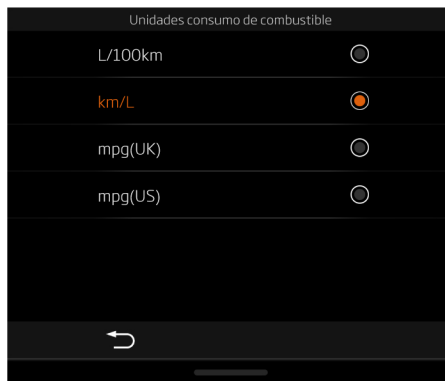 Unidades consumo de combustible
L/100km
km/L
mpg(UK)
mpg(US)